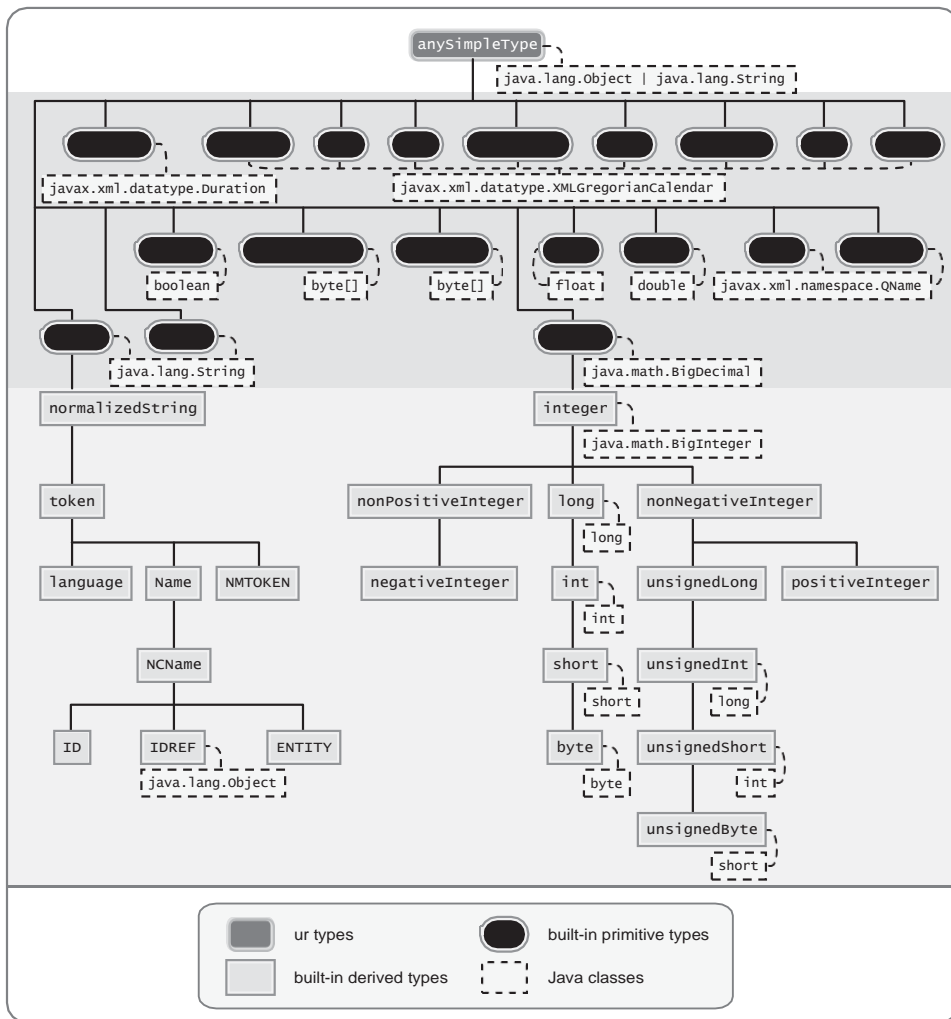 anySimpleType
java.lang.Object | java.lang.String
javax.xml.datatype.Duration
javax.xml.datatype.XMLGregorianCalendar
boolean
byte[]
byte[]
float
double
javax.xml.namespace.QName
java.lang.String
java.math.BigDecimal
normalizedString
integer
java.math.BigInteger
token
nonPositiveInteger
long
nonNegativeInteger
long
language
Name
NMTOKEN
negativeInteger
int
unsignedLong
positiveInteger
int
NCName
short
unsignedInt
short
long
ID
IDREF
ENTITY
byte
unsignedShort
java.lang.Object
byte
int
unsignedByte
short
ur types
built-in primitive types
built-in derived types
Java classes